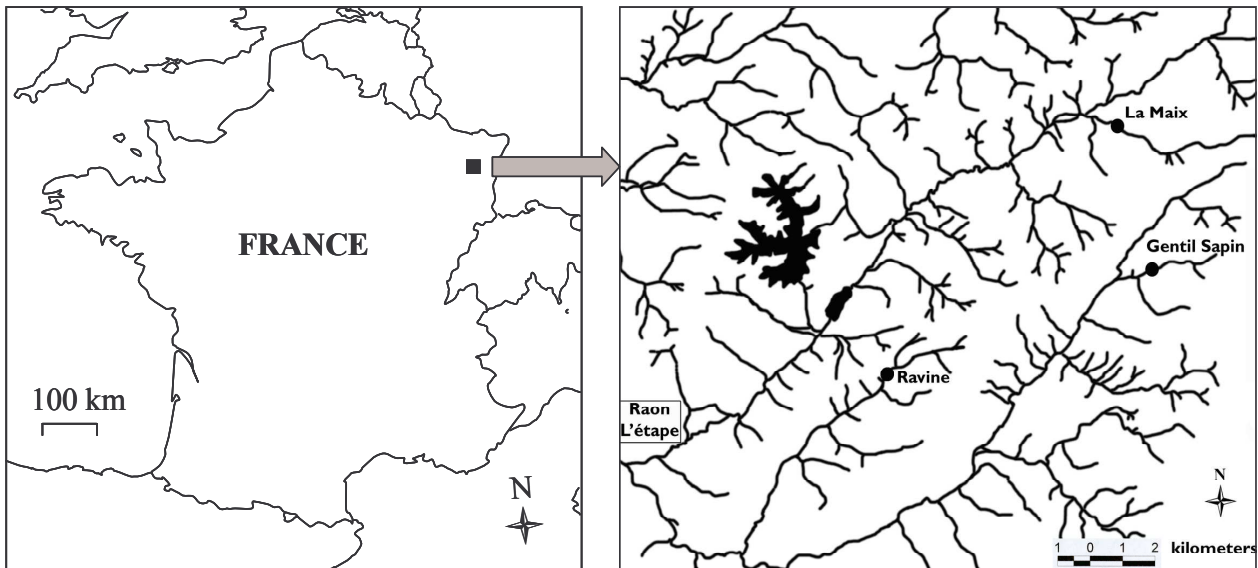 FRANCE
100 km
N
La Maix
Gentil Sapin
Ravine
Raon
L'étape
N
1 0 1 2 kilometers